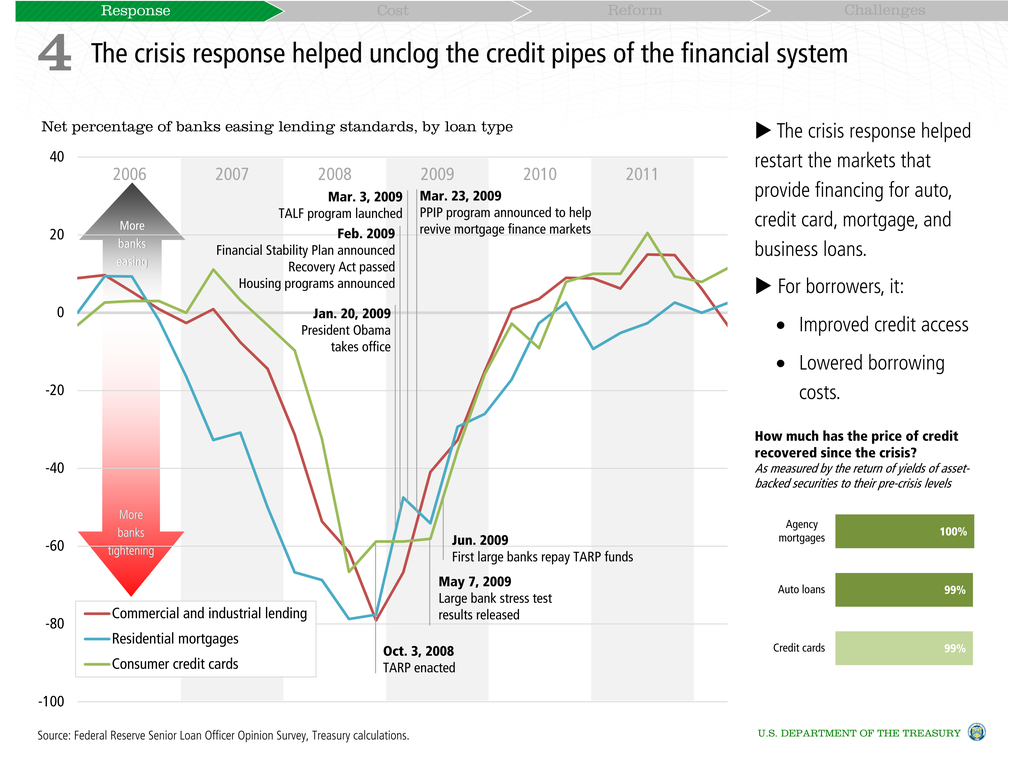 Response
Cost
Reform
Challenges
4 The crisis response helped unclog the credit pipes of the financial system
Net percentage of banks easing lending standards, by loan type
40
20
0
-20
-40
-60
-80
-100
2006
2007
2008
2009
2010
2011
More
banks
easing
More
banks
tightening
Mar. 3, 2009
TALF program launched
Mar. 23, 2009
PPIP program announced to help
revive mortgage finance markets
Feb. 2009
Financial Stability Plan announced
Recovery Act passed
Housing programs announced
Jan. 20, 2009
President Obama
takes office
Jun. 2009
First large banks repay TARP funds
May 7, 2009
Large bank stress test
results released
Oct. 3, 2008
TARP enacted
Commercial and industrial lending
Residential mortgages
Consumer credit cards
Source: Federal Reserve Senior Loan Officer Opinion Survey, Treasury calculations.
▶ The crisis response helped
restart the markets that
provide financing for auto,
credit card, mortgage, and
business loans.
▶ For borrowers, it:
• Improved credit access
• Lowered borrowing
costs.
How much has the price of credit
recovered since the crisis?
As measured by the return of yields of asset-
backed securities to their pre-crisis levels
Agency
mortgages
100%
Auto loans
99%
Credit cards
99%
U.S. DEPARTMENT OF THE TREASURY